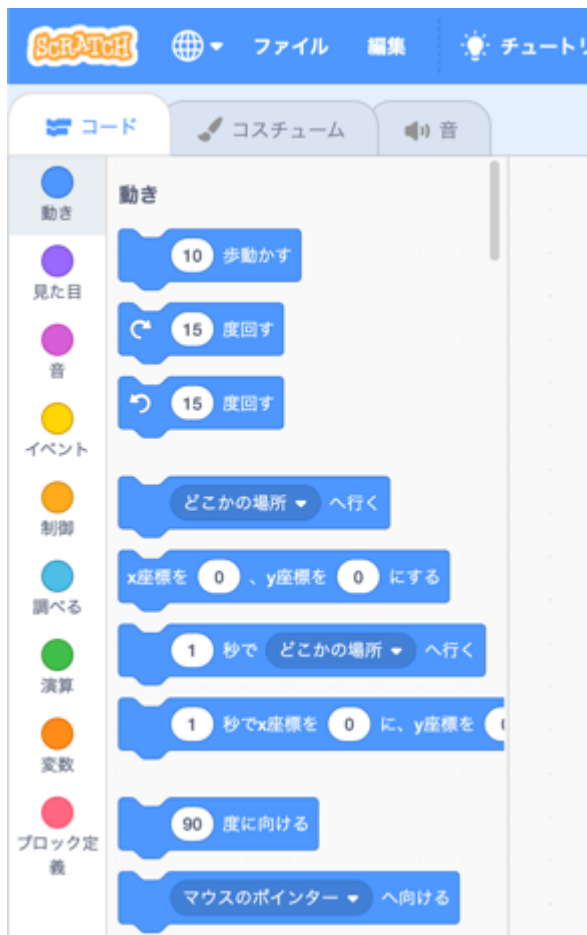 SCRATCH ファイル 編集 チュートリ
コード コスチューム 音
動き
見た目
音
イベント
制御
調べる
演算
変数
ブロック定
義
動き
10 歩動かす
15 度回す
15 度回す
どこかの場所 へ行く
x座標を 0 、y座標を 0 にする
1 秒で どこかの場所 へ行く
1 秒でx座標を 0 に、y座標を
90 度に向ける
マウスのポインター へ向ける